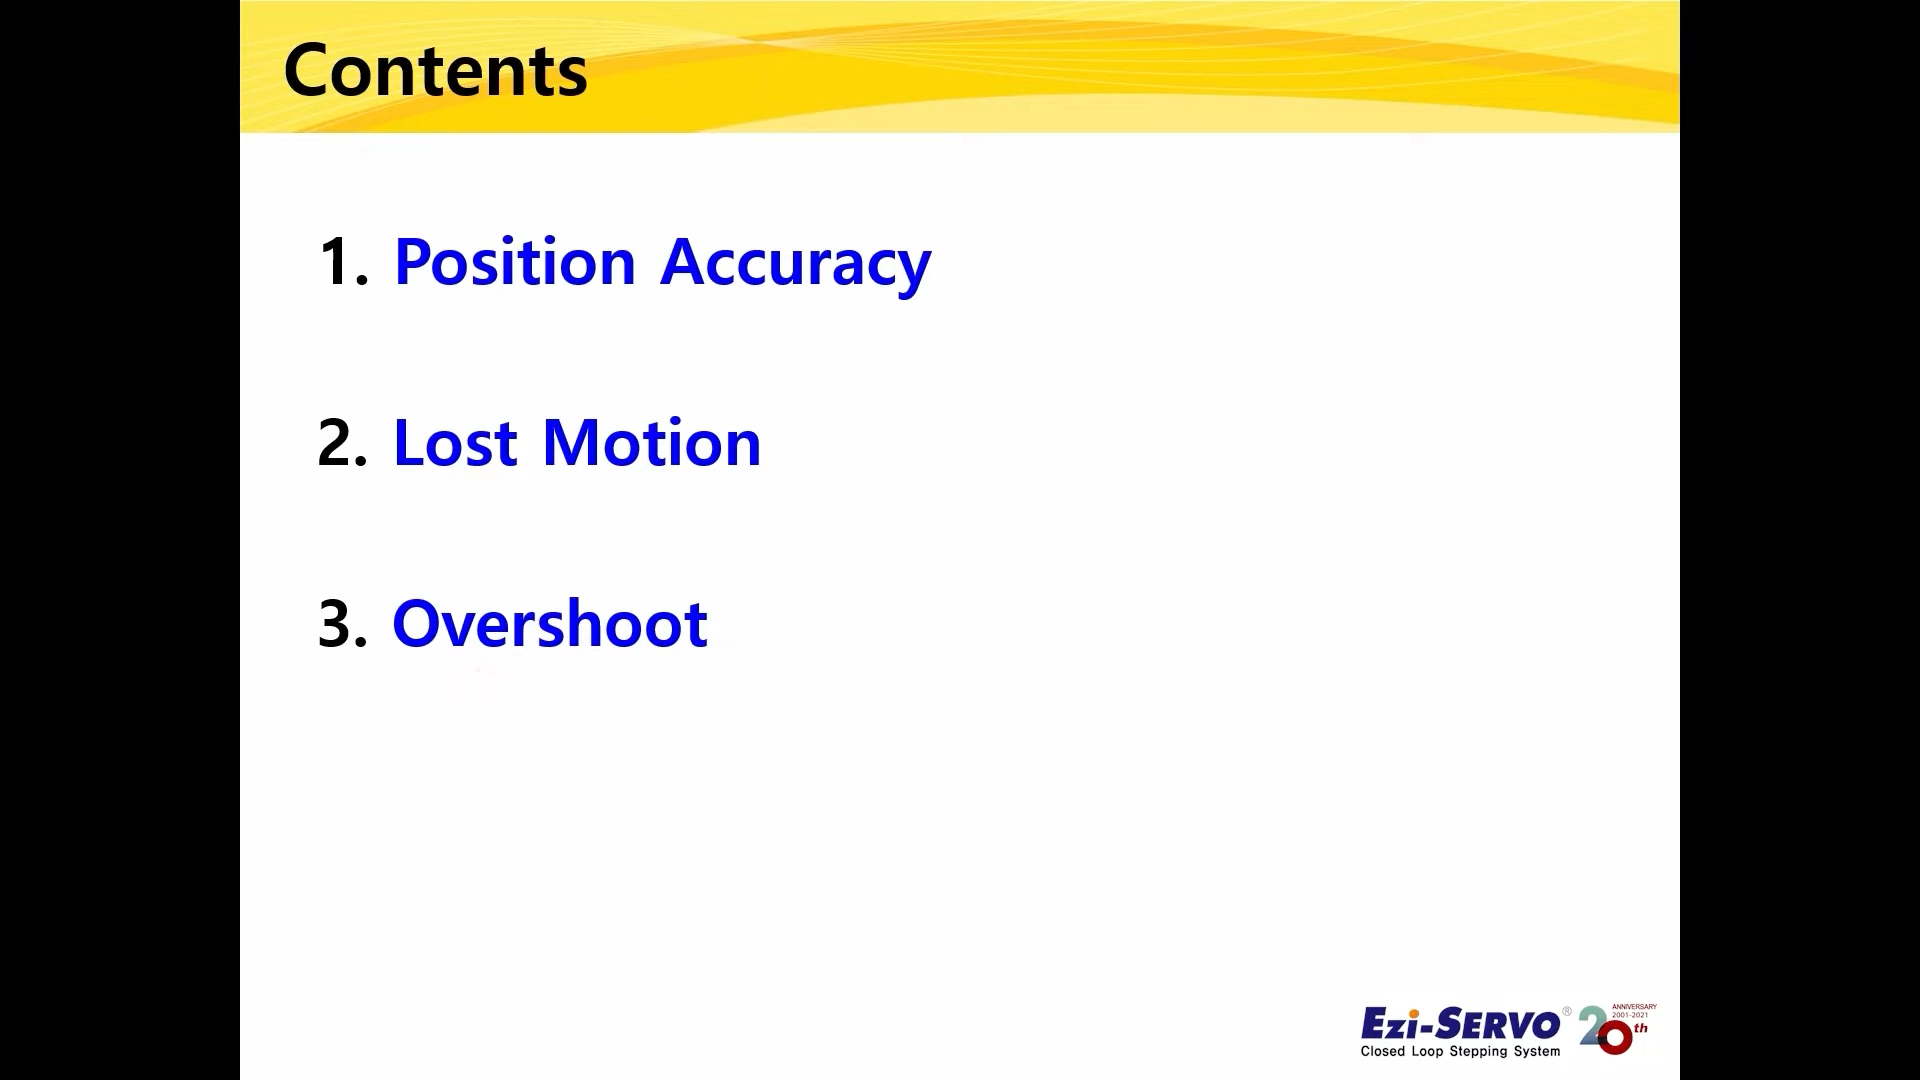 Contents
1. Position Accuracy
2. Lost Motion
3. Overshoot
Ezi-SERVO® 20th
ANNIVERSARY
2001-2021
Closed Loop Stepping System